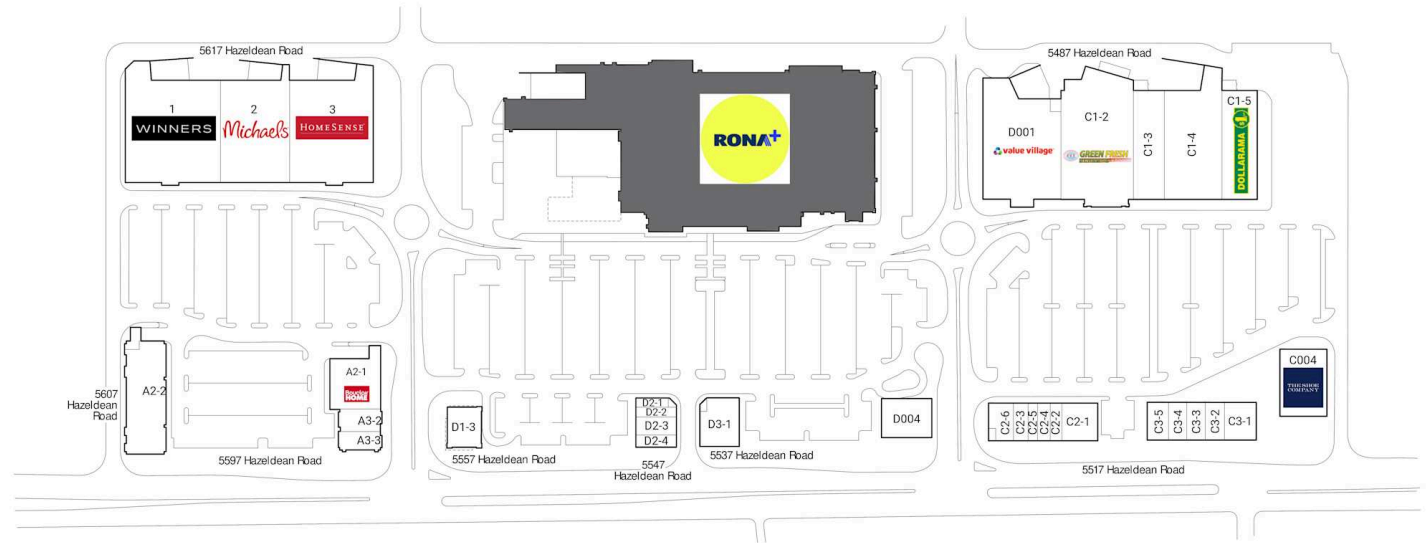 5617 Hazeldean Road
1
WINNERS
2
Michaels
3
HOMESENSE
RONA+
5487 Hazeldean Road
D001
value village
C1-2
GREEN FRESH
C1-3
C1-4
C1-5
DOLLARAMA
5607
Hazeldean
Road
A2-2
A2-1
HOME
A3-2
A3-3
5597 Hazeldean Road
D1-3
5557 Hazeldean Road
D2-1
D2-2
D2-3
D2-4
5547
Hazeldean Road
D3-1
5537 Hazeldean Road
D004
C2-6
C2-3
C2-5
C2-4
C2-2
C2-1
C3-5
C3-4
C3-3
C3-2
C3-1
5517 Hazeldean Road
C004
THE SHOE
COMPANY